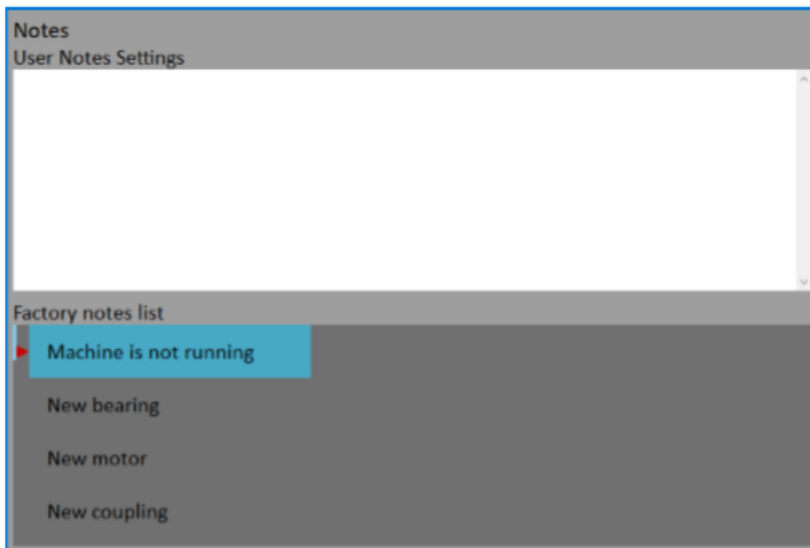 Notes
User Notes Settings
Factory notes list
Machine is not running
New bearing
New motor
New coupling